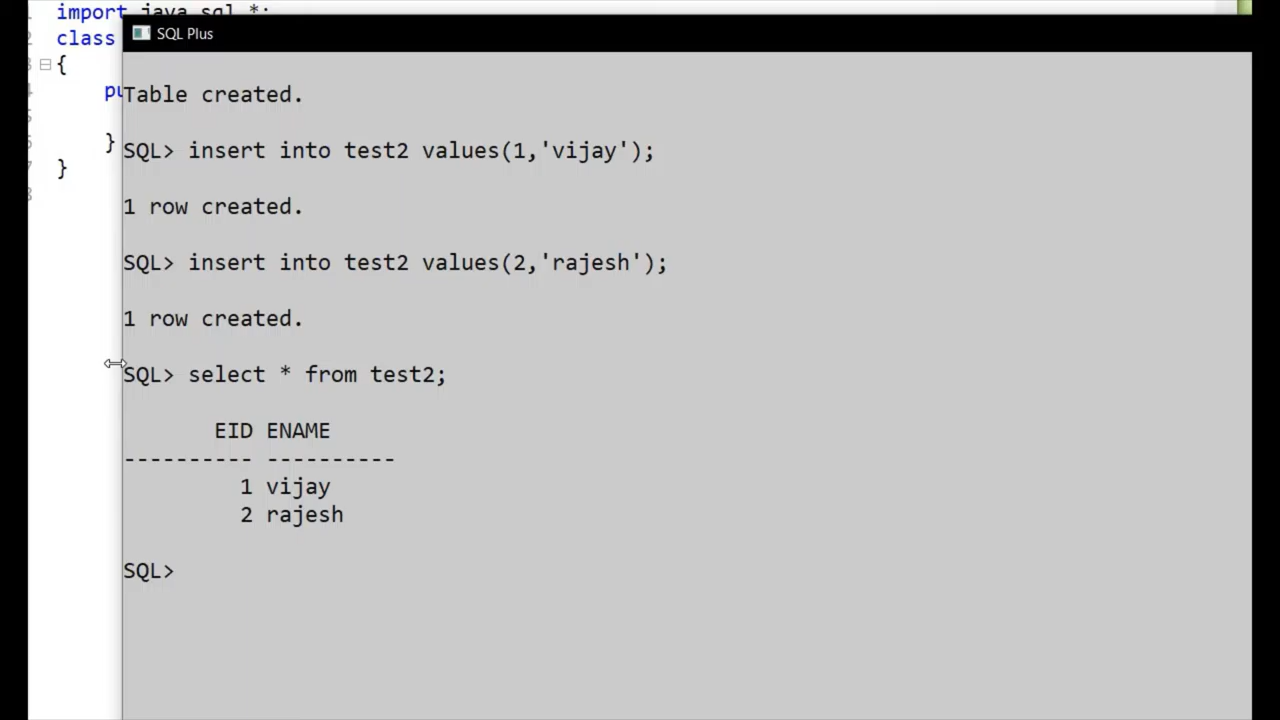 import java.sql.*;
class
{
pu
}
}
SQL Plus
Table created.
SQL> insert into test2 values(1,'vijay');
1 row created.
SQL> insert into test2 values(2,'rajesh');
1 row created.
SQL> select * from test2;
EID ENAME
---------- ----------
1 vijay
2 rajesh
SQL>